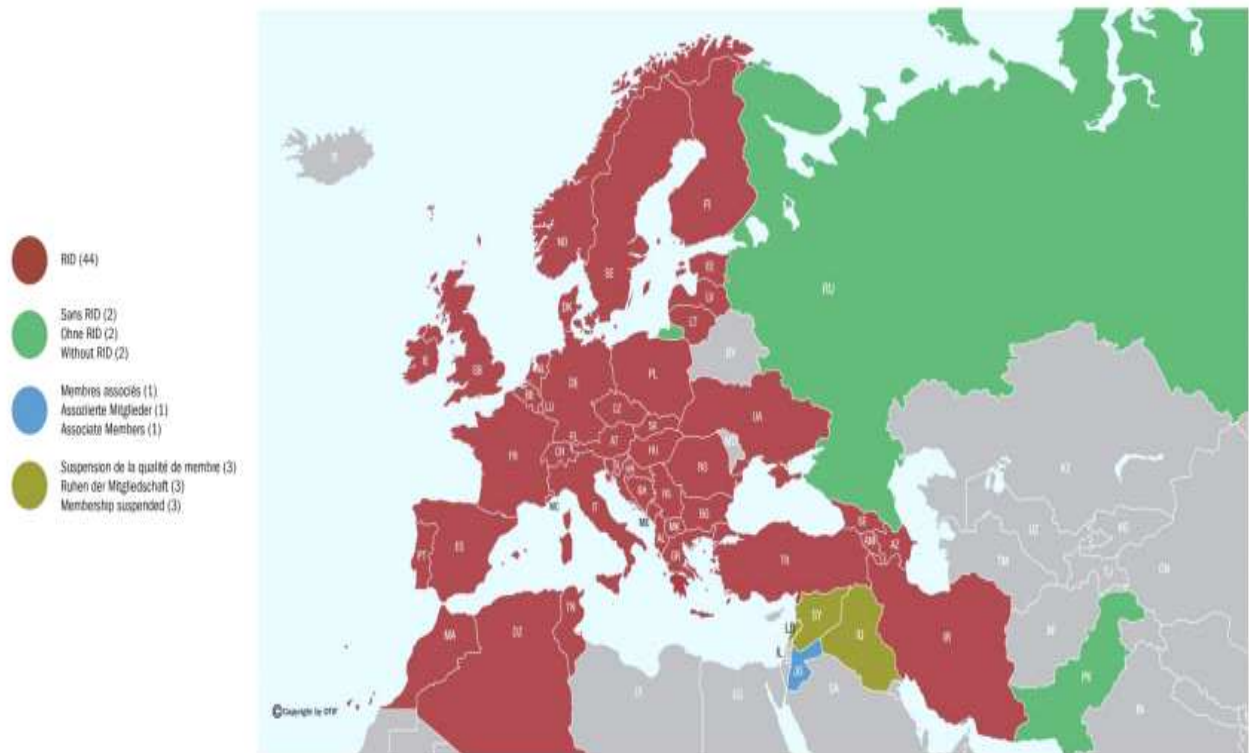 RID (44)
Sans RID (2)
Ohne RID (2)
Without RID (2)
Membres associés (1)
Assoziierte Mitglieder (1)
Associate Members (1)
Suspension de la qualité de membre (3)
Ruhen der Mitgliedschaft (3)
Membership suspended (3)
IS
FI
NO
SE
RU
EE
LV
LT
DK
BY
IE
GB
NL
DE
PL
BE
LU
CZ
UA
SK
FR
LI
AT
HU
CH
RO
KZ
HR
BA
RS
MC
IT
ME
BG
MK
AL
GR
PT
ES
GE
AM
AZ
TR
UZ
KG
TM
TJ
CN
MA
DZ
TN
SY
LB
IQ
IR
AF
IL
JO
PK
LY
EG
SA
IN
© Copyright by OTIF